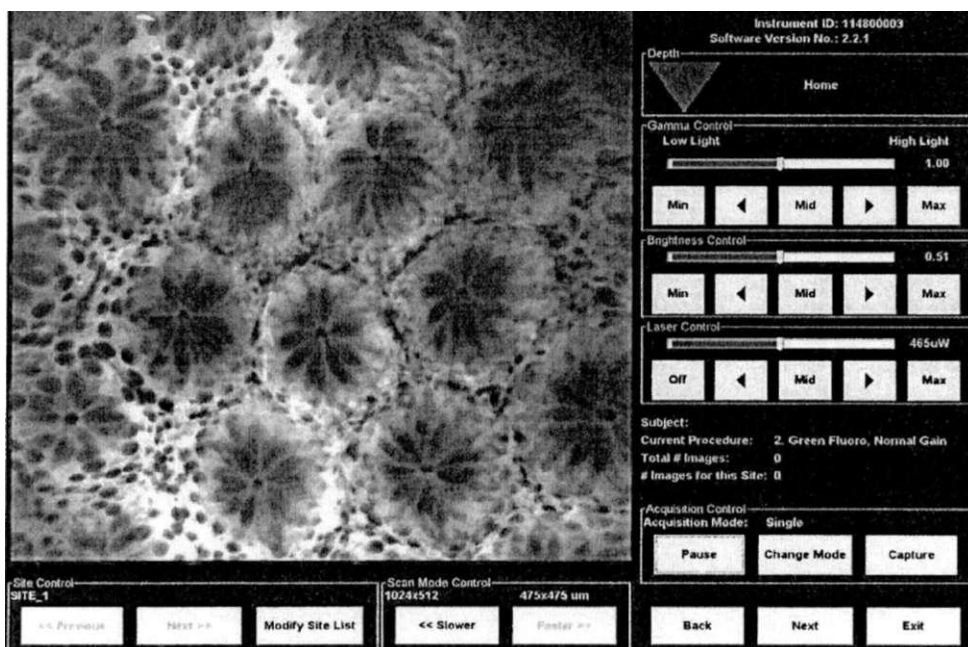 Instrument ID: 114800003
Software Version No.: 2.2.1
Depth
Home
Gamma Control
Low Light High Light
1.00
Min ◀ Mid ▶ Max
Brightness Control
0.51
Min ◀ Mid ▶ Max
Laser Control
465uW
Off ◀ Mid ▶ Max
Subject:
Current Procedure: 2. Green Fluoro, Normal Gain
Total # Images: 0
# Images for this Site: 0
Acquisition Control
Acquisition Mode: Single
Pause Change Mode Capture
Site Control
SITE_1
<< Previous Next >> Modify Site List
Scan Mode Control
1024x512 475x475 um
<< Slower Faster >>
Back Next Exit